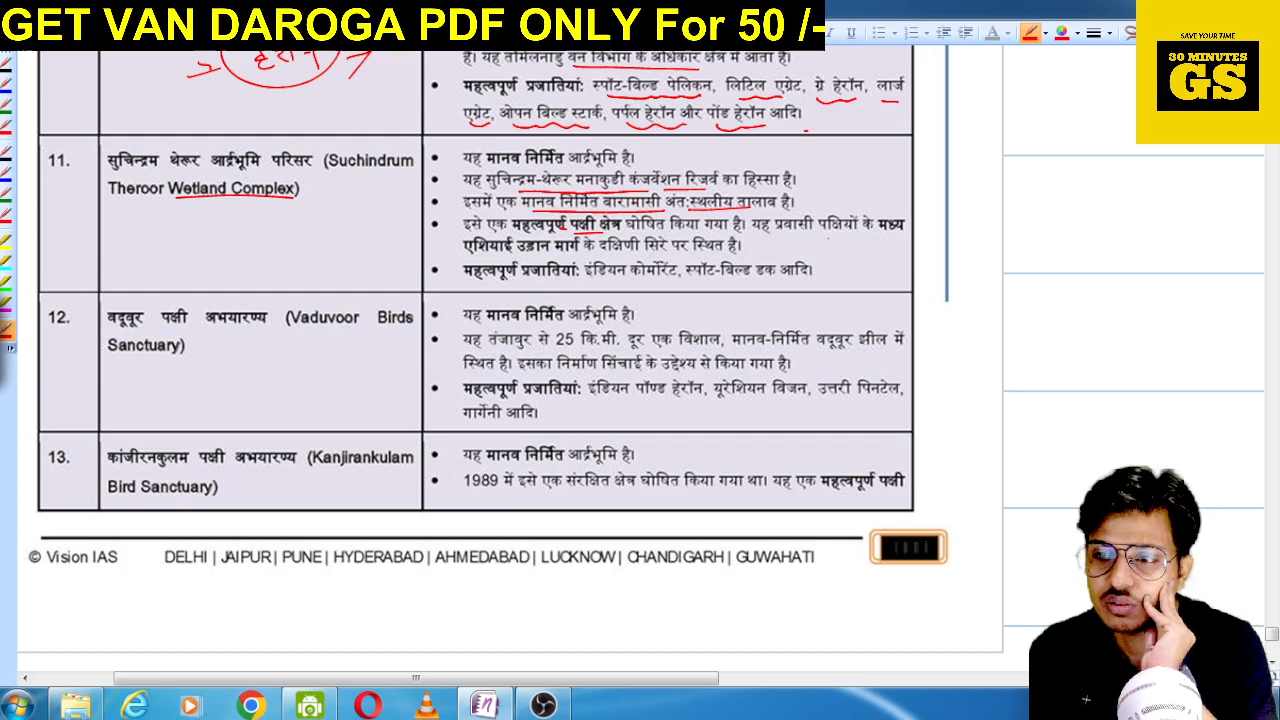 GET VAN DAROGA PDF ONLY For 50 /-
SAVE YOUR TIME
30 MINUTES
GS
है। यह तमिलनाडु वन विभाग के अधिकार क्षेत्र में आता है।
• महत्वपूर्ण प्रजातियां: स्पॉट-बिल्ड पेलिकन, लिटिल एग्रेट, ग्रे हेरॉन, लार्ज
एग्रेट, ओपन बिल्ड स्टार्क, पर्पल हेरॉन और पोंड हेरॉन आदि।
11. सुचिन्द्रम थेरूर आर्द्रभूमि परिसर (Suchindrum
Theroor Wetland Complex)
• यह मानव निर्मित आर्द्रभूमि है।
• यह सुचिन्द्रम-थेरूर मनाकुडी कंजर्वेशन रिजर्व का हिस्सा है।
• इसमें एक मानव निर्मित बारामासी अंत:स्थलीय तालाब है।
• इसे एक महत्वपूर्ण पक्षी क्षेत्र घोषित किया गया है। यह प्रवासी पक्षियों के मध्य
एशियाई उड़ान मार्ग के दक्षिणी सिरे पर स्थित है।
• महत्वपूर्ण प्रजातियां: इंडियन कोर्मोरेंट, स्पॉट-बिल्ड डक आदि।
12. वदूवूर पक्षी अभयारण्य (Vaduvoor Birds
Sanctuary)
• यह मानव निर्मित आर्द्रभूमि है।
• यह तंजावुर से 25 कि.मी. दूर एक विशाल, मानव-निर्मित वदूवूर झील में
स्थित है। इसका निर्माण सिंचाई के उद्देश्य से किया गया है।
• महत्वपूर्ण प्रजातियां: इंडियन पॉण्ड हेरॉन, यूरेशियन विजन, उत्तरी पिनटेल,
गार्गेनी आदि।
13. कांजीरनकुलम पक्षी अभयारण्य (Kanjirankulam
Bird Sanctuary)
• यह मानव निर्मित आर्द्रभूमि है।
• 1989 में इसे एक संरक्षित क्षेत्र घोषित किया गया था। यह एक महत्वपूर्ण पक्षी
© Vision IAS DELHI | JAIPUR | PUNE | HYDERABAD | AHMEDABAD | LUCKNOW | CHANDIGARH | GUWAHATI